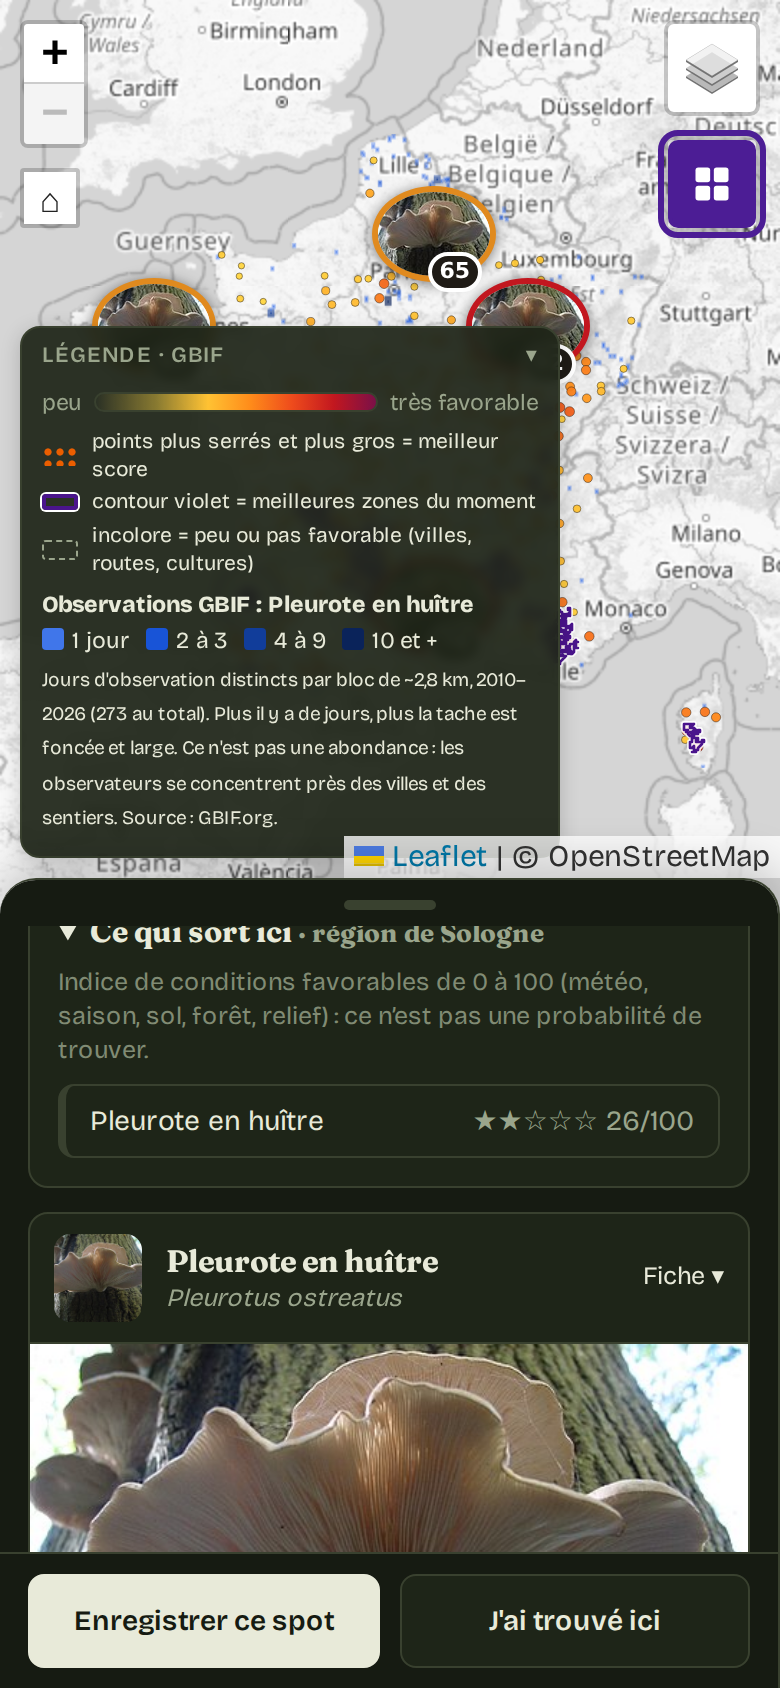 England
Niedersachsen
Cymru /
Wales
Birmingham
Nederland
Cardiff
London
Düsseldorf
Deutsc
België /
Belgique /
elgien
Lille
Guernsey
65
Luxembourg
Est
Stuttgart
LÉGENDE · GBIF ▼
peu très favorable
points plus serrés et plus gros = meilleur
score
contour violet = meilleures zones du moment
incolore = peu ou pas favorable (villes,
routes, cultures)
Observations GBIF : Pleurote en huître
1 jour 2 à 3 4 à 9 10 et +
Jours d'observation distincts par bloc de ~2,8 km, 2010–
2026 (273 au total). Plus il y a de jours, plus la tache est
foncée et large. Ce n'est pas une abondance : les
observateurs se concentrent près des villes et des
sentiers. Source : GBIF.org.
Schweiz /
Suisse /
Svizzera /
Svizra
Milano
Genova
Monaco
España
València
Palma
Leaflet | © OpenStreetMap
▼ Ce qui sort ici · région de Sologne
Indice de conditions favorables de 0 à 100 (météo,
saison, sol, forêt, relief) : ce n'est pas une probabilité de
trouver.
Pleurote en huître ★★☆☆☆ 26/100
Pleurote en huître
Pleurotus ostreatus
Fiche ▾
Enregistrer ce spot
J'ai trouvé ici